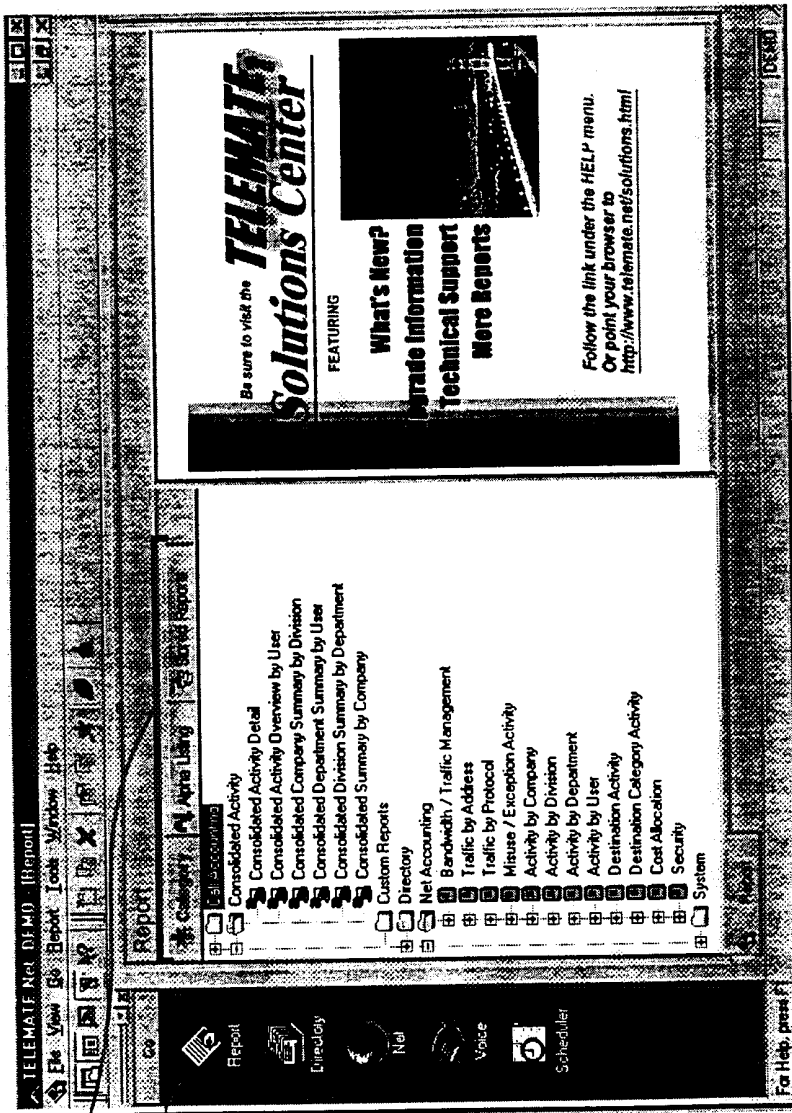 TELEMATE.Net DEMO - [Report]
File View Go Report Tools Window Help
Go
Report
Directory
Net
Voice
Scheduler
Report
Category
Alpha Listing
Saved Reports
Call Accounting
Consolidated Activity
Consolidated Activity Detail
Consolidated Activity Overview by User
Consolidated Company Summary by Division
Consolidated Department Summary by User
Consolidated Division Summary by Department
Consolidated Summary by Company
Custom Reports
Directory
Net Accounting
Bandwidth / Traffic Management
Traffic by Address
Traffic by Protocol
Misuse / Exception Activity
Activity by Company
Activity by Division
Activity by Department
Activity by User
Destination Activity
Destination Category Activity
Cost Allocation
Security
System
Report
Be sure to visit the TELEMATE
Solutions Center
FEATURING
What's New?
pgrade Information
Technical Support
More Reports
Follow the link under the HELP menu.
Or point your browser to
http://www.telemate.net/solutions.html
For Help, press F1
DEMO